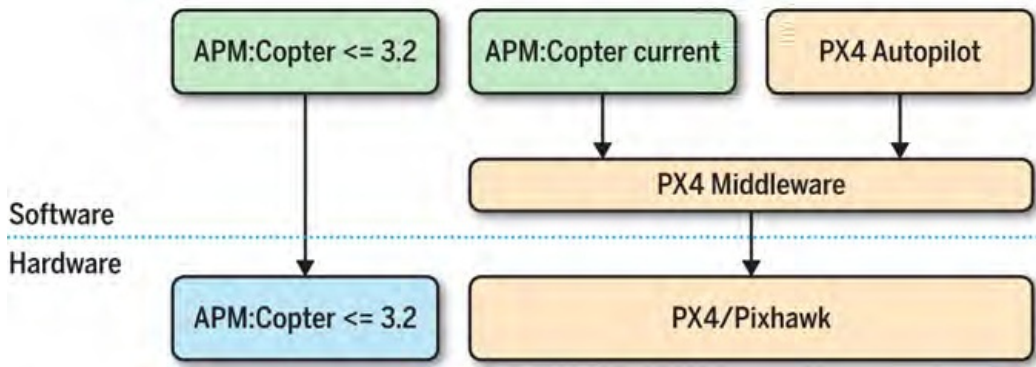 APM:Copter <= 3.2
APM:Copter current
PX4 Autopilot
PX4 Middleware
Software
Hardware
APM:Copter <= 3.2
PX4/Pixhawk